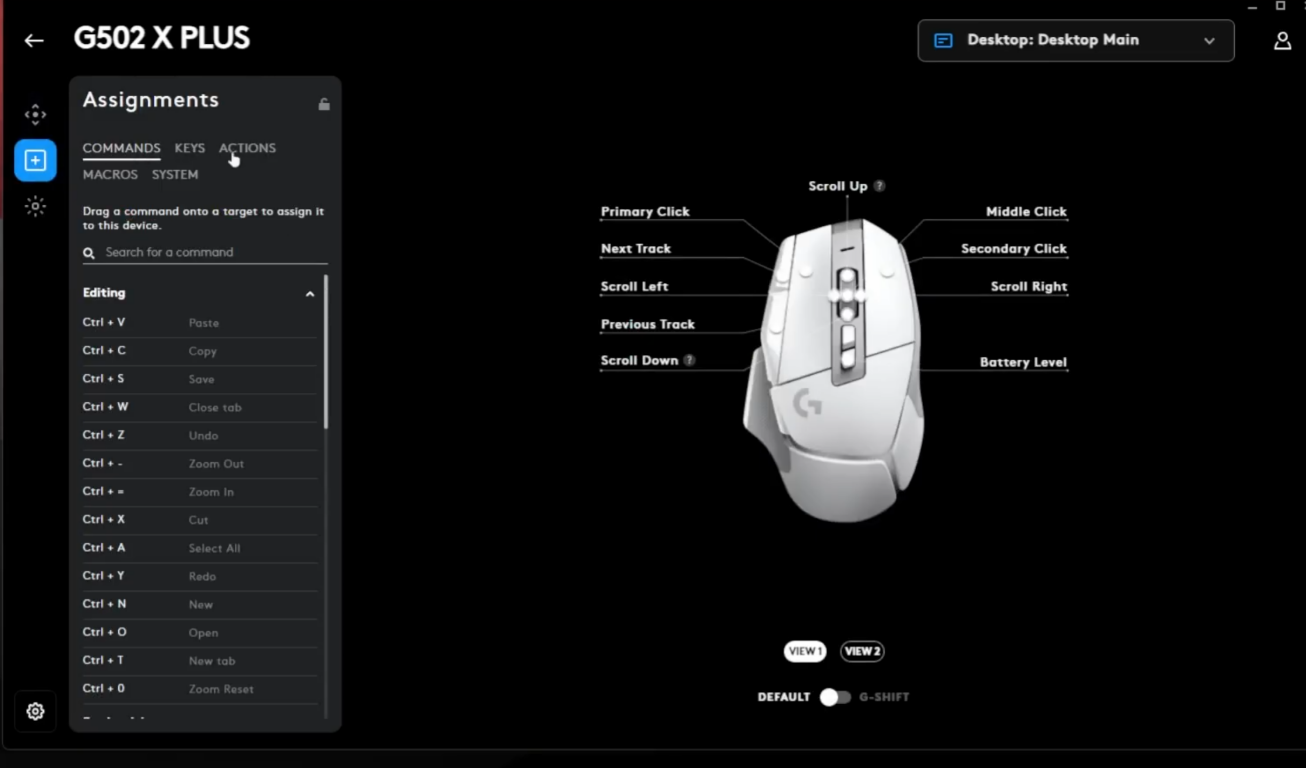 G502 X PLUS
Desktop: Desktop Main
Assignments
COMMANDS KEYS ACTIONS
MACROS SYSTEM
Drag a command onto a target to assign it
to this device.
Search for a command
Editing
Ctrl + V Paste
Ctrl + C Copy
Ctrl + S Save
Ctrl + W Close tab
Ctrl + Z Undo
Ctrl + - Zoom Out
Ctrl + = Zoom In
Ctrl + X Cut
Ctrl + A Select All
Ctrl + Y Redo
Ctrl + N New
Ctrl + O Open
Ctrl + T New tab
Ctrl + 0 Zoom Reset
Scroll Up ?
Primary Click
Middle Click
Next Track
Secondary Click
Scroll Left
Scroll Right
Previous Track
Scroll Down ?
Battery Level
G
VIEW 1 VIEW 2
DEFAULT G-SHIFT